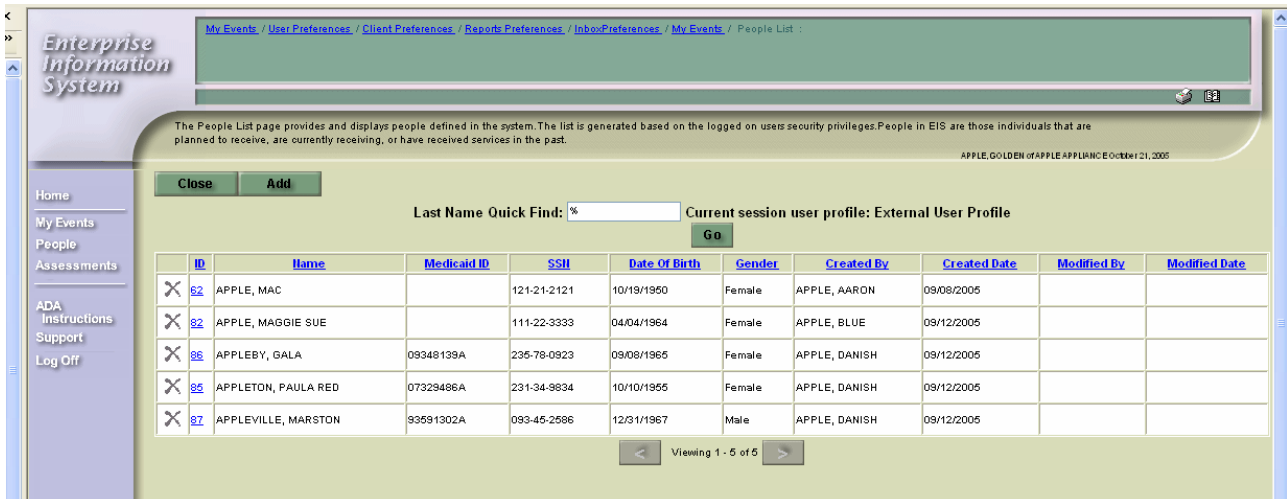 Enterprise
Information
System
My Events / User Preferences / Client Preferences / Reports Preferences / InboxPreferences / My Events / People List :
The People List page provides and displays people defined in the system.The list is generated based on the logged on users security privileges.People in EIS are those individuals that are
planned to receive, are currently receiving, or have received services in the past.
APPLE, GOLDEN of APPLE APPLIANCE October 21, 2005
Home
My Events
People
Assessments
ADA
Instructions
Support
Log Off
Close Add
Last Name Quick Find: % Current session user profile: External User Profile
Go
ID Name Medicaid ID SSN Date Of Birth Gender Created By Created Date Modified By Modified Date
62 APPLE, MAC 121-21-2121 10/19/1950 Female APPLE, AARON 09/08/2005
82 APPLE, MAGGIE SUE 111-22-3333 04/04/1964 Female APPLE, BLUE 09/12/2005
86 APPLEBY, GALA 09348139A 235-78-0923 09/08/1965 Female APPLE, DANISH 09/12/2005
85 APPLETON, PAULA RED 07329486A 231-34-9834 10/10/1955 Female APPLE, DANISH 09/12/2005
87 APPLEVILLE, MARSTON 93591302A 093-45-2586 12/31/1967 Male APPLE, DANISH 09/12/2005
< Viewing 1 - 5 of 5 >